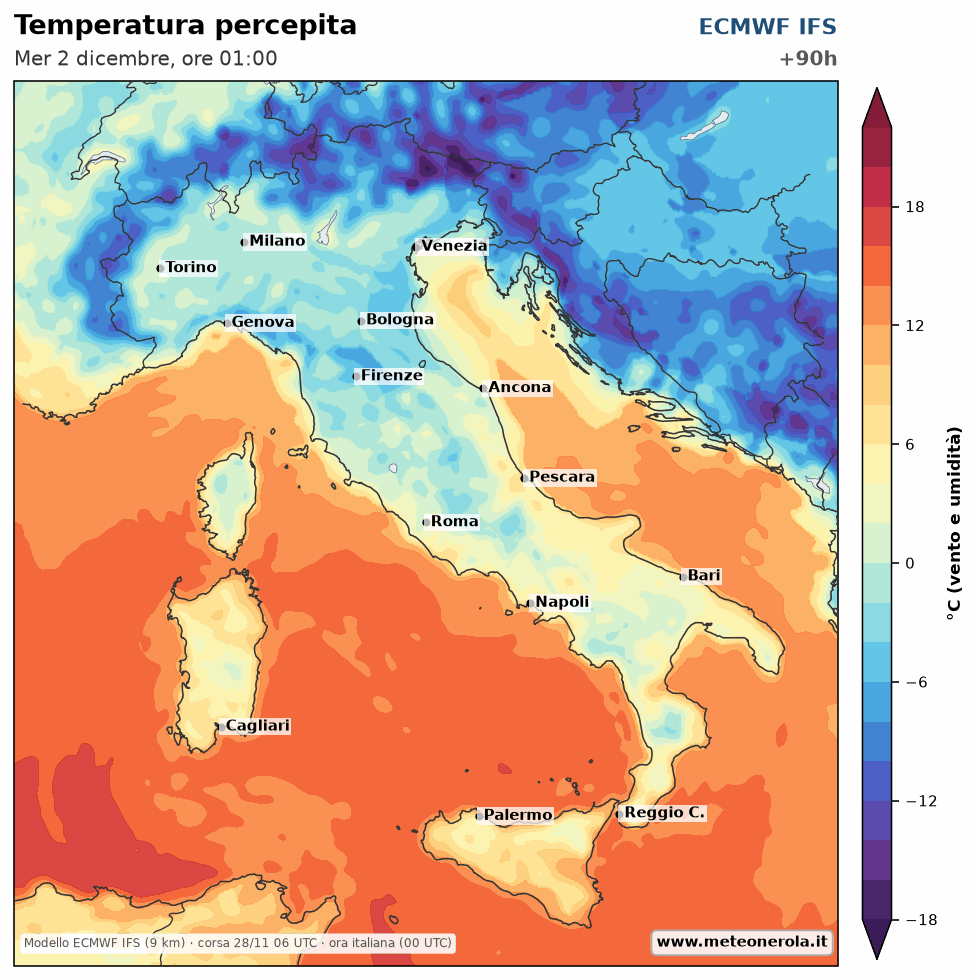 Temperatura percepita
ECMWF IFS
Mer 2 dicembre, ore 01:00
+90h
Milano
Venezia
Torino
Genova
Bologna
Firenze
Ancona
Pescara
Roma
Bari
Napoli
Cagliari
Palermo
Reggio C.
18
12
6
0
−6
−12
−18
°C (vento e umidità)
Modello ECMWF IFS (9 km) · corsa 28/11 06 UTC · ora italiana (00 UTC)
www.meteonerola.it